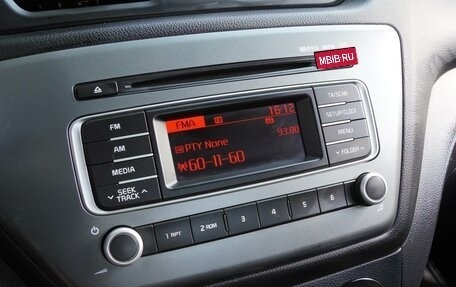 MBIB.RU
FM
AM
MEDIA
SEEK
TRACK
FMA
16:12
93.80
PTY None
60-11-60
TA/SCAN
SETUP/CLOCK
MENU
FOLDER
1 RPT
2 RDM
3
4
5
6